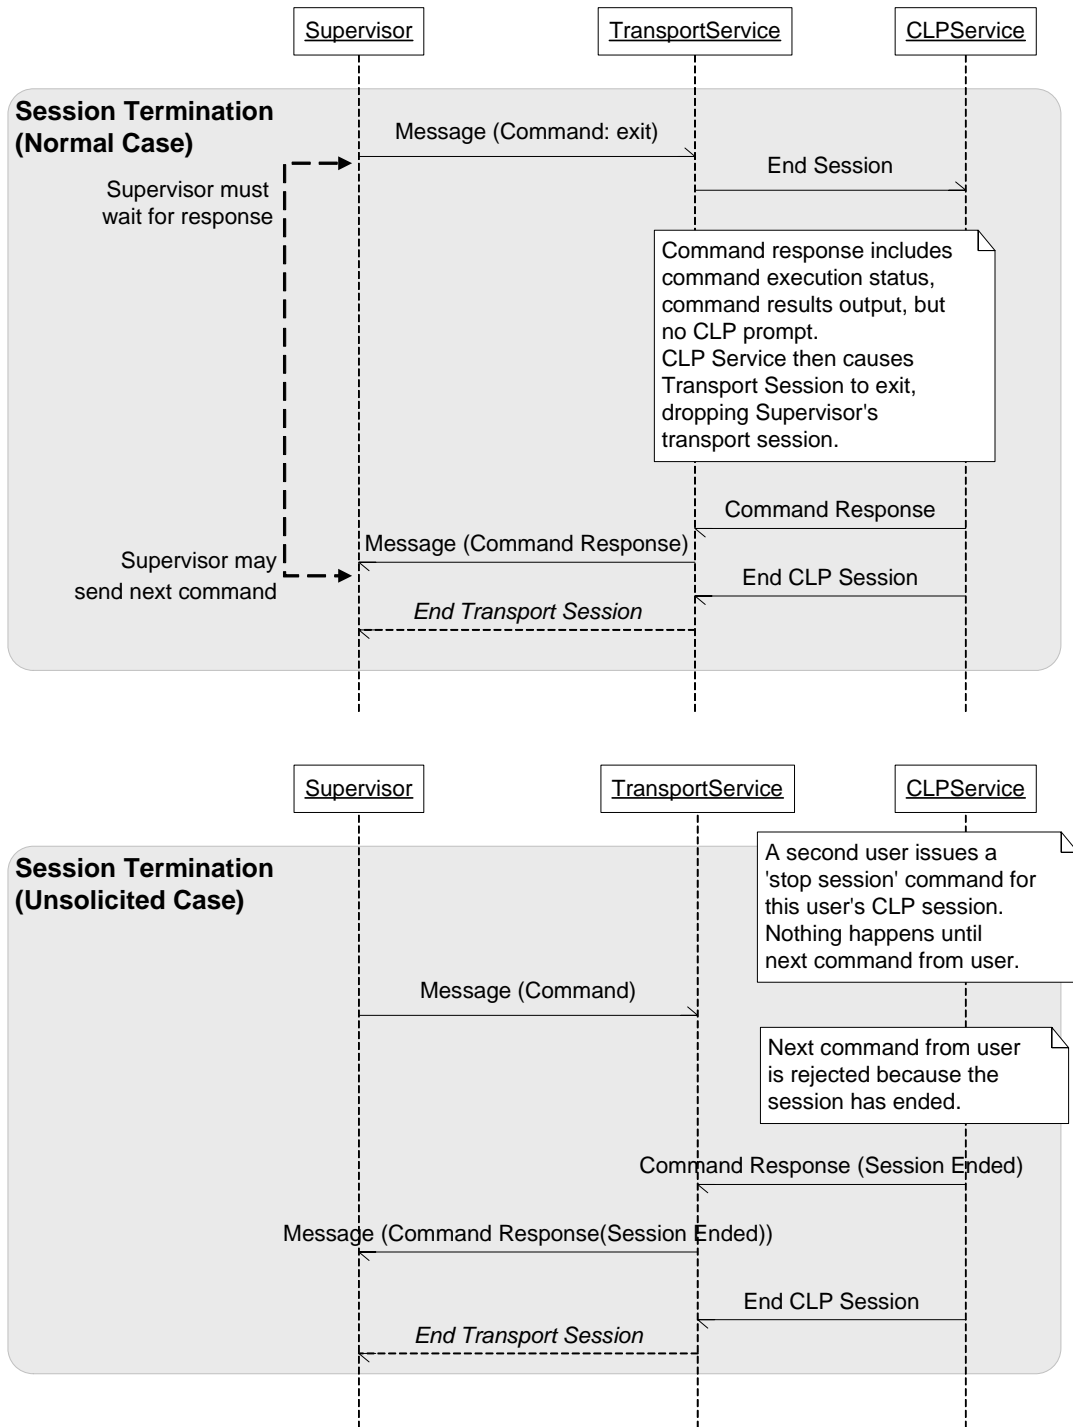 Supervisor
TransportService
CLPService
Session Termination
(Normal Case)
Message (Command: exit)
End Session
Supervisor must
wait for response
Command response includes
command execution status,
command results output, but
no CLP prompt.
CLP Service then causes
Transport Session to exit,
dropping Supervisor's
transport session.
Command Response
Message (Command Response)
Supervisor may
send next command
End CLP Session
End Transport Session
Supervisor
TransportService
CLPService
Session Termination
(Unsolicited Case)
A second user issues a
'stop session' command for
this user's CLP session.
Nothing happens until
next command from user.
Message (Command)
Next command from user
is rejected because the
session has ended.
Command Response (Session Ended)
Message (Command Response(Session Ended))
End CLP Session
End Transport Session